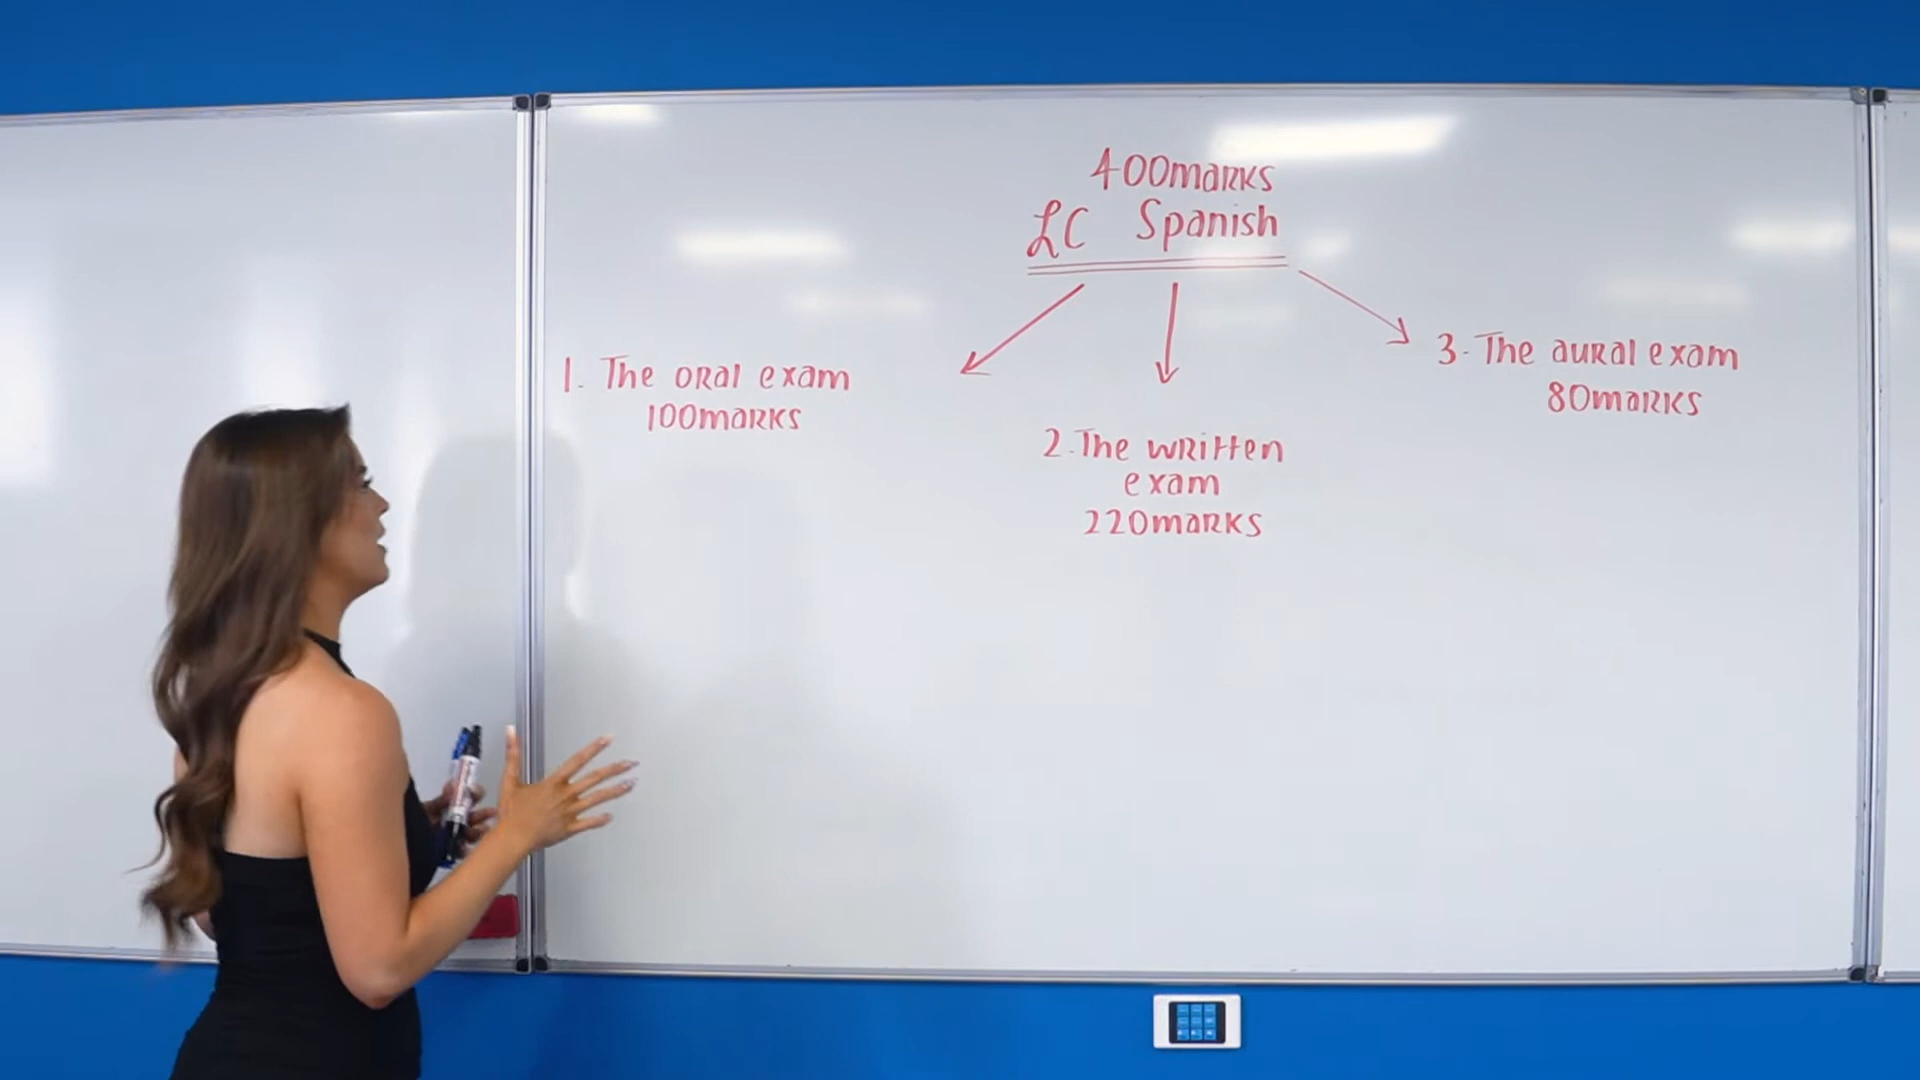 400marks
LC Spanish
1. The oral exam
100marks
2. The written
exam
220marks
3. The aural exam
80marks